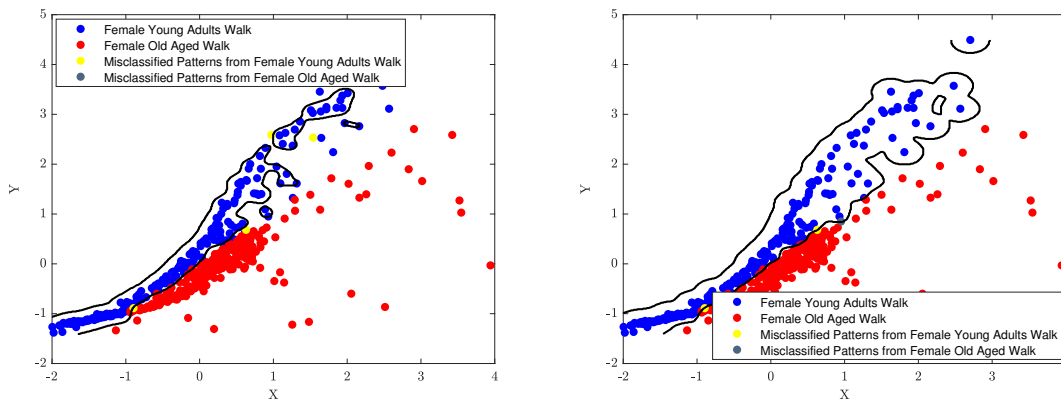 5
4
3
2
1
0
-1
-2
Y
-2
-1
0
1
2
3
4
X
Female Young Adults Walk
Female Old Aged Walk
Misclassified Patterns from Female Young Adults Walk
Misclassified Patterns from Female Old Aged Walk
5
4
3
2
1
0
-1
-2
Y
-2
-1
0
1
2
3
X
Female Young Adults Walk
Female Old Aged Walk
Misclassified Patterns from Female Young Adults Walk
Misclassified Patterns from Female Old Aged Walk